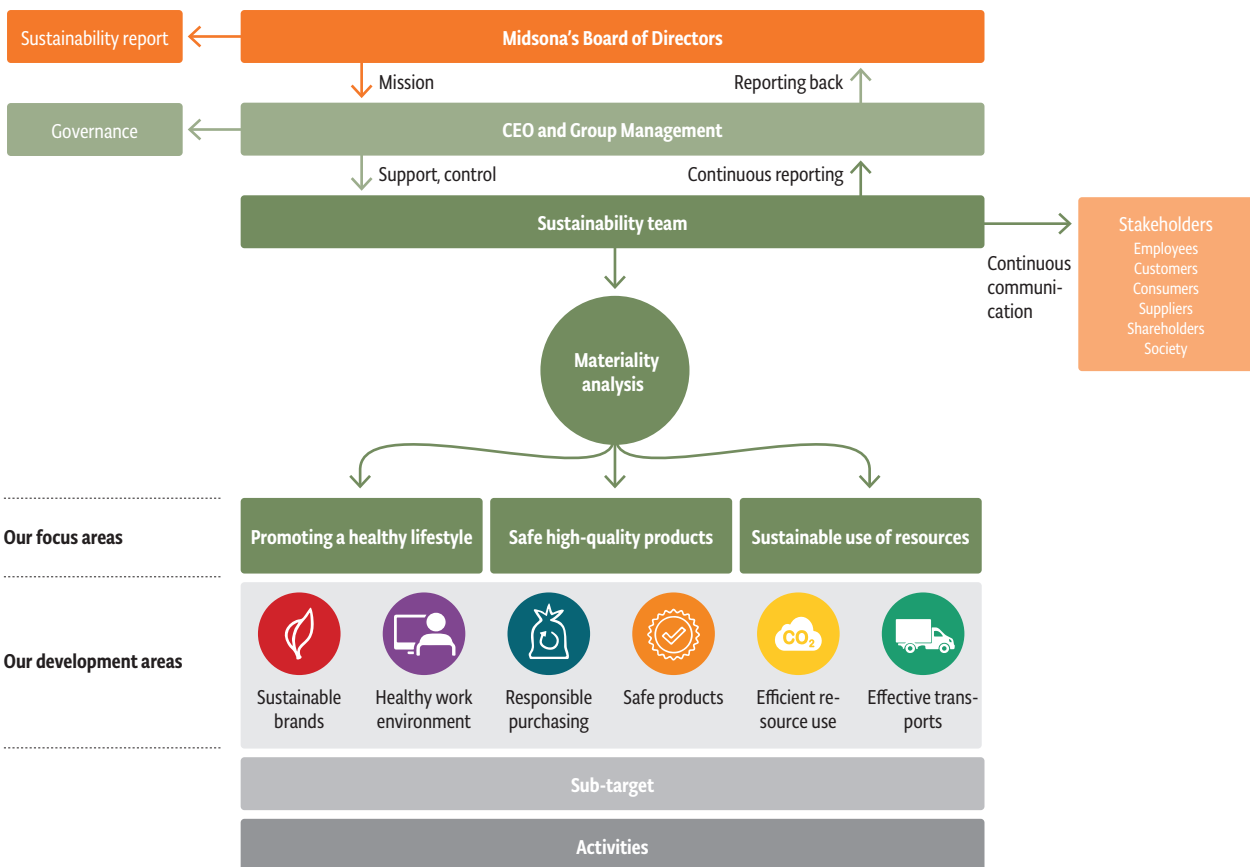 Sustainability report
Midsona's Board of Directors
Mission
Reporting back
Governance
CEO and Group Management
Support, control
Continuous reporting
Sustainability team
Continuous
communi-
cation
Stakeholders
Employees
Customers
Consumers
Suppliers
Shareholders
Society
Materiality
analysis
Our focus areas
Promoting a healthy lifestyle
Safe high-quality products
Sustainable use of resources
Our development areas
CO₂
Sustainable
brands
Healthy work
environment
Responsible
purchasing
Safe products
Efficient re-
source use
Effective trans-
ports
Sub-target
Activities